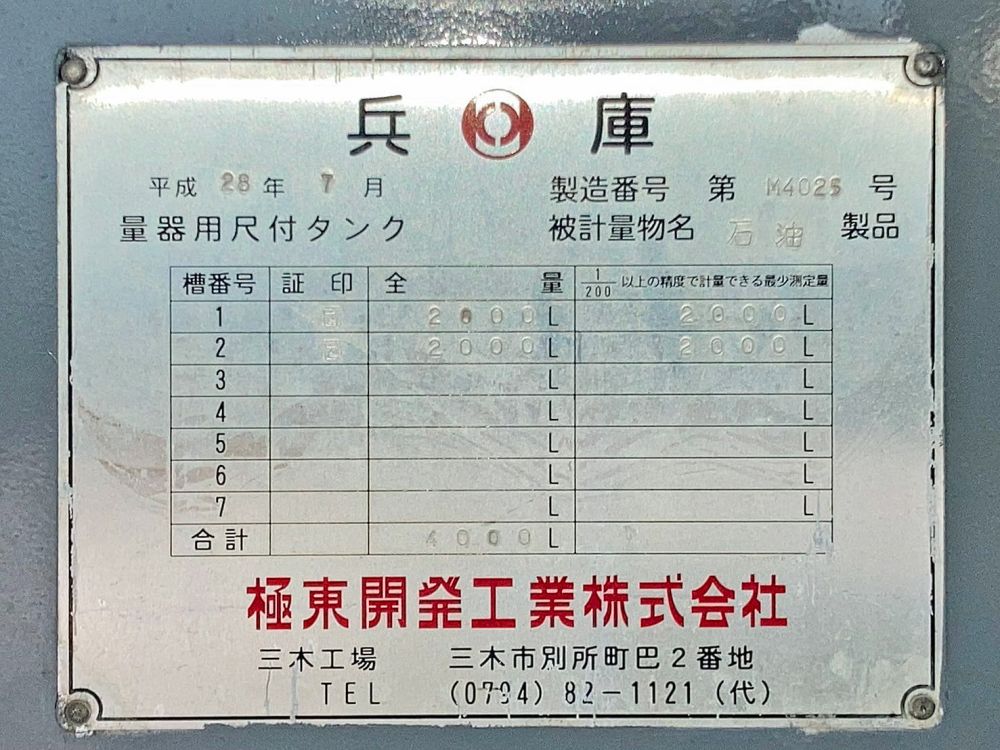 兵 庫
平成 28 年 7 月 製造番号 第 M4025 号
量器用尺付タンク 被計量物名 石油 製品
槽番号 証印 全量 1/200 以上の精度で計量できる最少測定量
1 2000L 2000L
2 2000L 2000L
3 L L
4 L L
5 L L
6 L L
7 L L
合計 4000L
極東開発工業株式会社
三木工場 三木市別所町巴2番地
TEL (0794) 82-1121 (代)